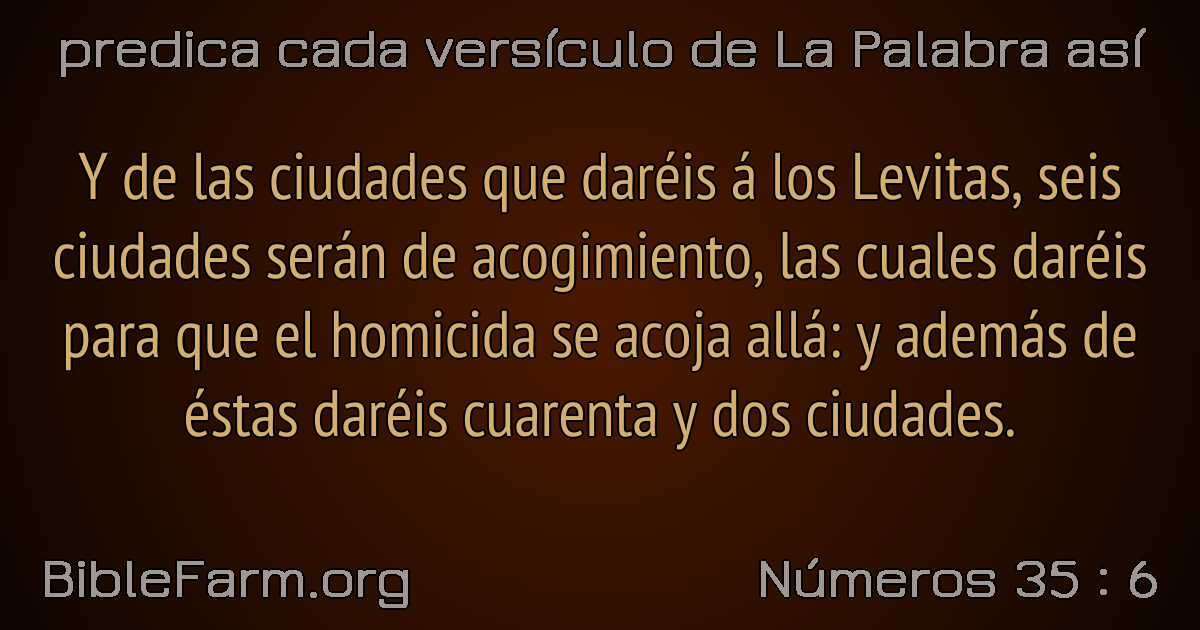 predica cada versículo de La Palabra así
Y de las ciudades que daréis á los Levitas, seis
ciudades serán de acogimiento, las cuales daréis
para que el homicida se acoja allá: y además de
éstas daréis cuarenta y dos ciudades.
BibleFarm.org
Números 35 : 6